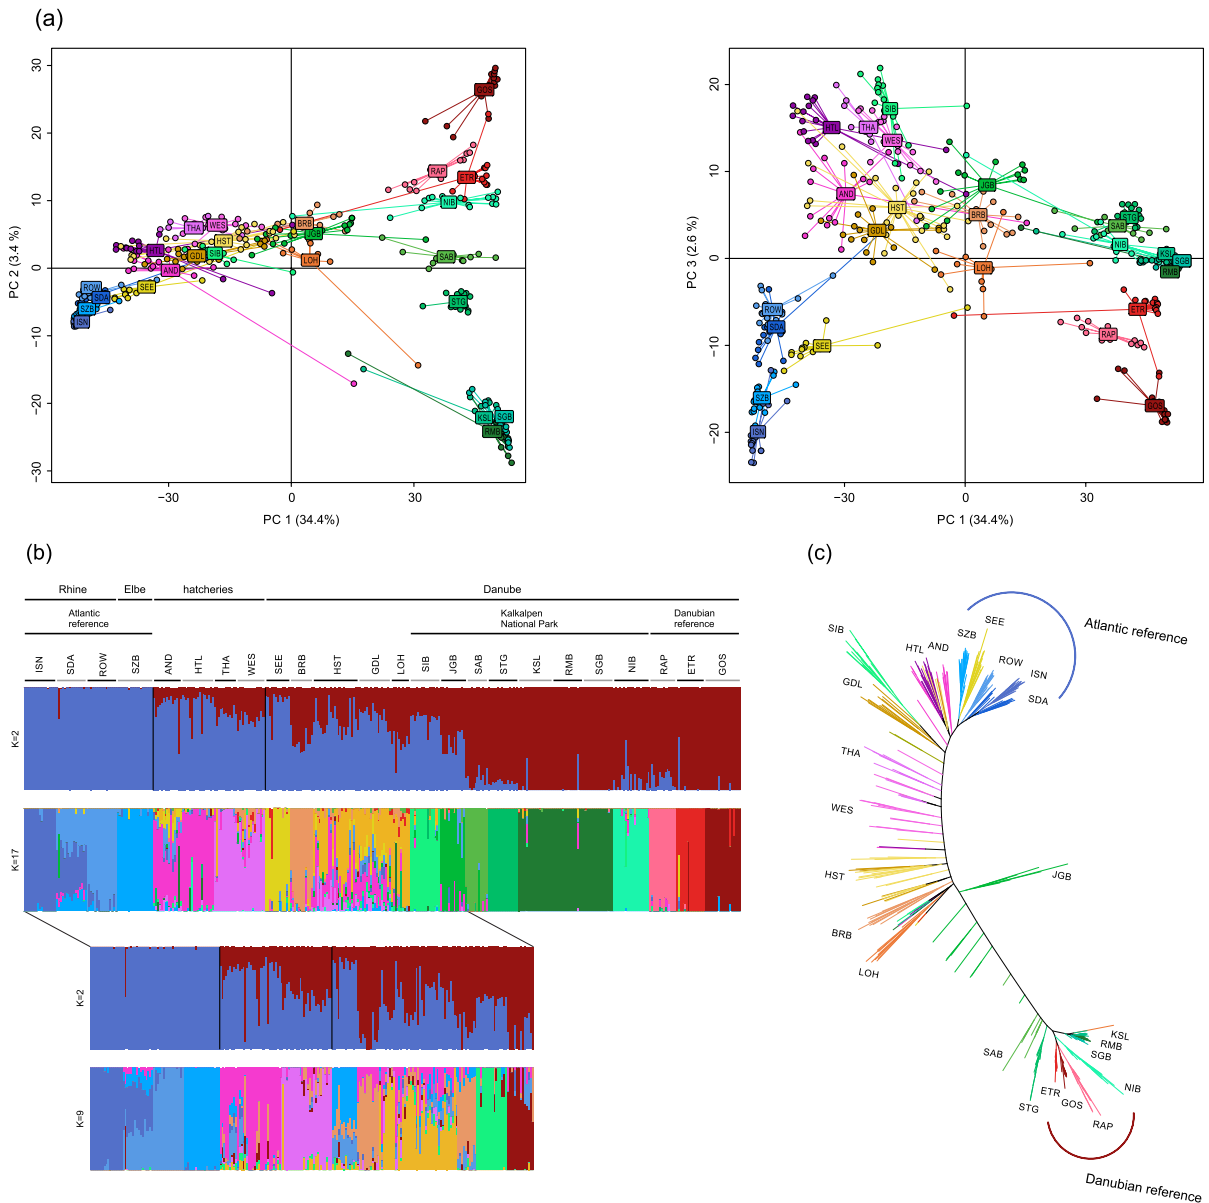 (a)
30
20
10
0
−10
−20
−30
PC 2 (3.4 %)
GOS
RAP
ETR
NIB
THA
WES
BRB
JGB
HST
HTL
GDL
SIB
LOH
SAB
AND
SEE
ROW
SDA
SZB
ISN
STG
KSL
SGB
RMB
−30
0
30
PC 1 (34.4%)
20
10
0
−10
−20
PC 3 (2.6 %)
SIB
HTL
THA
WES
JGB
AND
HST
BRB
GDL
STG
SAB
NIB
KSL
SGB
RMB
LOH
ROW
SDA
SEE
ETR
RAP
SZB
GOS
ISN
−30
0
30
PC 1 (34.4%)
(b)
Rhine
Elbe
hatcheries
Danube
Atlantic
reference
Kalkalpen
National Park
Danubian
reference
ISN
SDA
ROW
SZB
AND
HTL
THA
WES
SEE
BRB
HST
GDL
LOH
SIB
JGB
SAB
STG
KSL
RMB
SGB
NIB
RAP
ETR
GOS
K=2
K=17
K=2
K=9
(c)
SIB
GDL
HTL
AND
SZB
SEE
ROW
ISN
SDA
Atlantic reference
THA
WES
HST
BRB
LOH
JGB
SAB
STG
KSL
RMB
SGB
NIB
ETR
GOS
RAP
Danubian reference